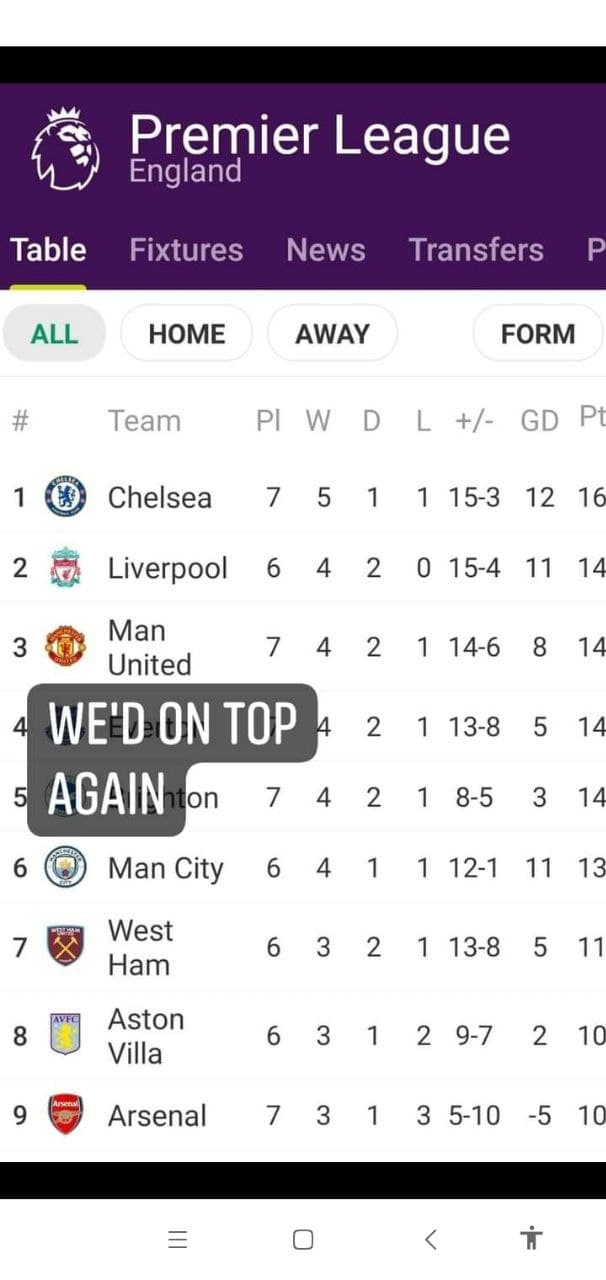 Premier League
England
Table Fixtures News Transfers P
ALL HOME AWAY FORM
# Team Pl W D L +/- GD Pt
1 Chelsea 7 5 1 1 15-3 12 16
2 Liverpool 6 4 2 0 15-4 11 14
3 Man United 7 4 2 1 14-6 8 14
4 4 2 1 13-8 5 14
WE'D ON TOP
AGAIN
5 7 4 2 1 8-5 3 14
6 Man City 6 4 1 1 12-1 11 13
7 West Ham 6 3 2 1 13-8 5 11
8 Aston Villa 6 3 1 2 9-7 2 10
9 Arsenal 7 3 1 3 5-10 -5 10